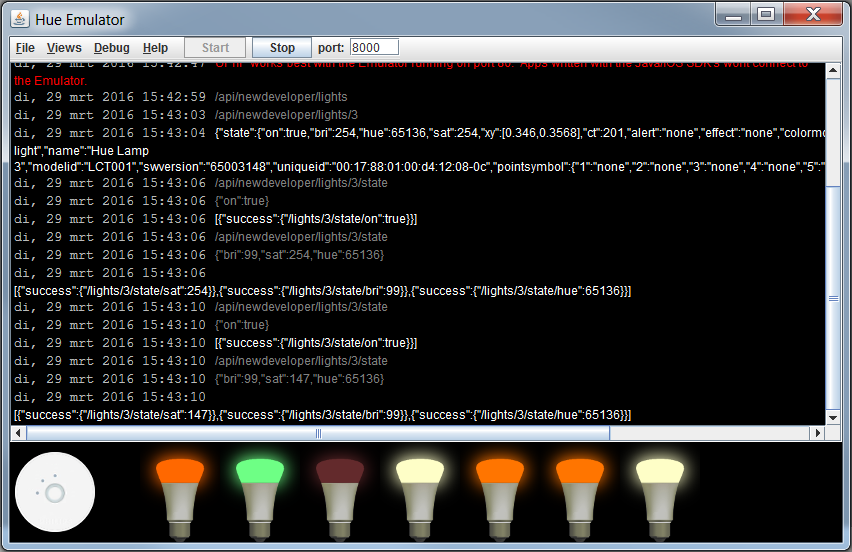 Hue Emulator
File Views Debug Help Start Stop port: 8000
di, 29 mrt 2016 15:42:47 works best with the Emulator running on port 80. Apps written with the Java/iOS SDK's wont connect to
the Emulator.
di, 29 mrt 2016 15:42:59 /api/newdeveloper/lights
di, 29 mrt 2016 15:43:03 /api/newdeveloper/lights/3
di, 29 mrt 2016 15:43:04 {"state":{"on":true,"bri":254,"hue":65136,"sat":254,"xy":[0.346,0.3568],"ct":201,"alert":"none","effect":"none","colormo
light","name":"Hue Lamp
3","modelid":"LCT001","swversion":"65003148","uniqueid":"00:17:88:01:00:d4:12:08-0c","pointsymbol":{"1":"none","2":"none","3":"none","4":"none","5":"
di, 29 mrt 2016 15:43:06 /api/newdeveloper/lights/3/state
di, 29 mrt 2016 15:43:06 {"on":true}
di, 29 mrt 2016 15:43:06 [{"success":{"/lights/3/state/on":true}}]
di, 29 mrt 2016 15:43:06 /api/newdeveloper/lights/3/state
di, 29 mrt 2016 15:43:06 {"bri":99,"sat":254,"hue":65136}
di, 29 mrt 2016 15:43:06
[{"success":{"/lights/3/state/sat":254}},{"success":{"/lights/3/state/bri":99}},{"success":{"/lights/3/state/hue":65136}}]
di, 29 mrt 2016 15:43:10 /api/newdeveloper/lights/3/state
di, 29 mrt 2016 15:43:10 {"on":true}
di, 29 mrt 2016 15:43:10 [{"success":{"/lights/3/state/on":true}}]
di, 29 mrt 2016 15:43:10 /api/newdeveloper/lights/3/state
di, 29 mrt 2016 15:43:10 {"bri":99,"sat":147,"hue":65136}
di, 29 mrt 2016 15:43:10
[{"success":{"/lights/3/state/sat":147}},{"success":{"/lights/3/state/bri":99}},{"success":{"/lights/3/state/hue":65136}}]